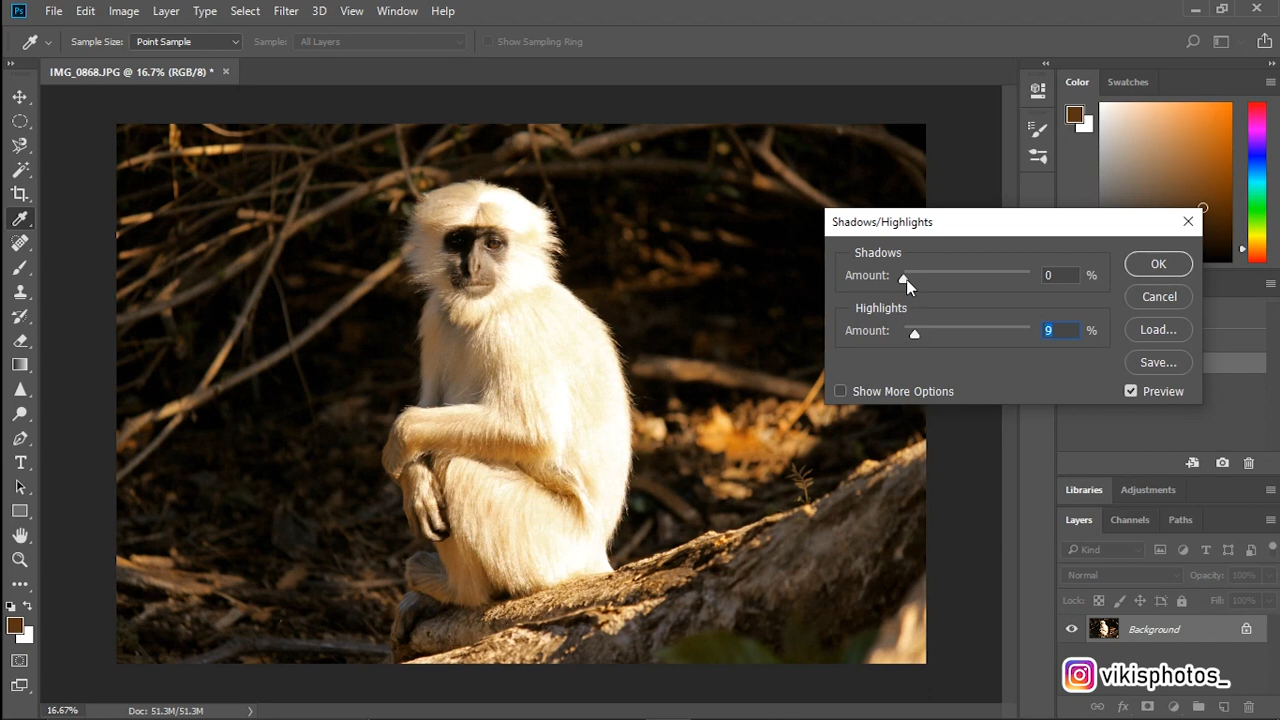 Ps File Edit Image Layer Type Select Filter 3D View Window Help
Sample Size: Point Sample Sample: All Layers Show Sampling Ring
IMG_0868.JPG @ 16.7% (RGB/8) * ×
Color Swatches
Shadows/Highlights
Shadows
Amount: 0 %
OK
Highlights
Cancel
Amount: 9 %
Load...
Save...
Show More Options
Preview
Libraries Adjustments
Layers Channels Paths
Kind
Normal Opacity: 100%
Lock: Fill: 100%
Background
vikisphotos_
16.67% Doc: 51.3M/51.3M
fx